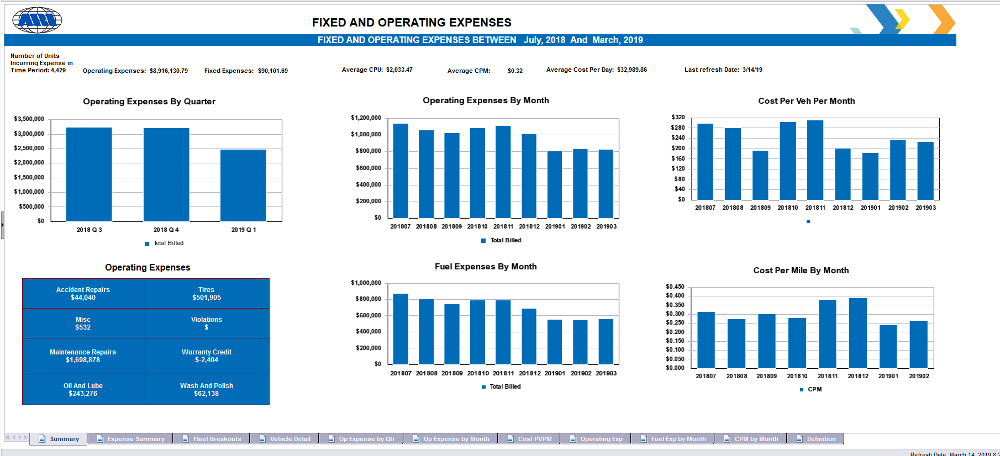 ARI
FIXED AND OPERATING EXPENSES
FIXED AND OPERATING EXPENSES BETWEEN July, 2018 And March, 2019
Number of Units
Incurring Expense in
Time Period: 4,429
Operating Expenses: $8,916,130.79
Fixed Expenses: $90,101.69
Average CPU: $2,033.47
Average CPM: $0.32
Average Cost Per Day: $32,989.86
Last refresh Date: 3/14/19
Operating Expenses By Quarter
$3,500,000
$3,000,000
$2,500,000
$2,000,000
$1,500,000
$1,000,000
$500,000
$0
2018 Q 3 2018 Q 4 2019 Q 1
Total Billed
Operating Expenses By Month
$1,200,000
$1,000,000
$800,000
$600,000
$400,000
$200,000
$0
201807 201808 201809 201810 201811 201812 201901 201902 201903
Total Billed
Cost Per Veh Per Month
$320
$280
$240
$200
$160
$120
$80
$40
$0
201807 201808 201809 201810 201811 201812 201901 201902 201903
Operating Expenses
Accident Repairs
$44,040
Tires
$501,905
Misc
$532
Violations
$
Maintenance Repairs
$1,698,878
Warranty Credit
$-2,404
Oil And Lube
$243,276
Wash And Polish
$62,138
Fuel Expenses By Month
$1,000,000
$800,000
$600,000
$400,000
$200,000
$0
201807 201808 201809 201810 201811 201812 201901 201902 201903
Total Billed
Cost Per Mile By Month
$0.450
$0.400
$0.350
$0.300
$0.250
$0.200
$0.150
$0.100
$0.050
$0.000
201807 201808 201809 201810 201811 201812 201901 201902
CPM
Summary Expense Summary Fleet Breakouts Vehicle Detail Op Expense by Qtr Op Expense by Month Cost PVPM Operating Exp Fuel Exp by Month CPM by Month Definition
Refresh Date: March 14, 2019